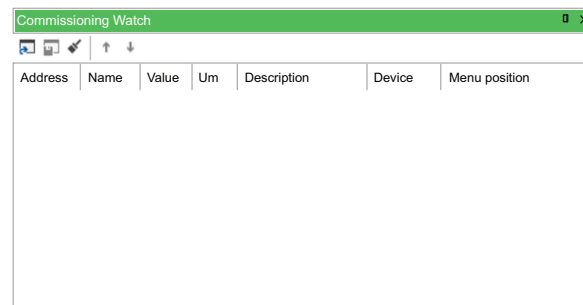 Commissioning Watch
Address Name Value Um Description Device Menu position